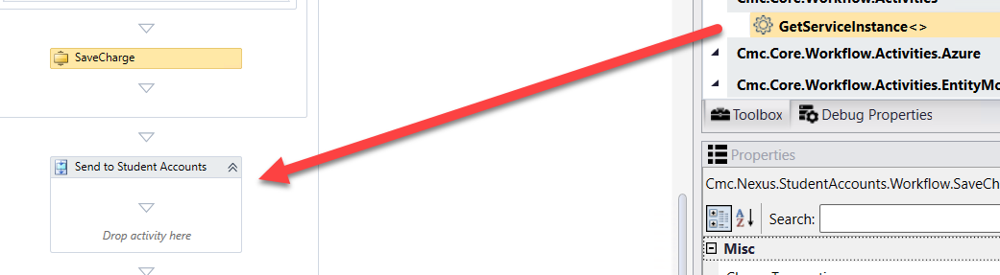 Cmc.Core.Workflow.Activities
GetServiceInstance<>
SaveCharge
Cmc.Core.Workflow.Activities.Azure
Cmc.Core.Workflow.Activities.EntityMo
Toolbox
Debug Properties
Send to Student Accounts
Properties
Cmc.Nexus.StudentAccounts.Workflow.SaveCh
Search:
Drop activity here
Misc